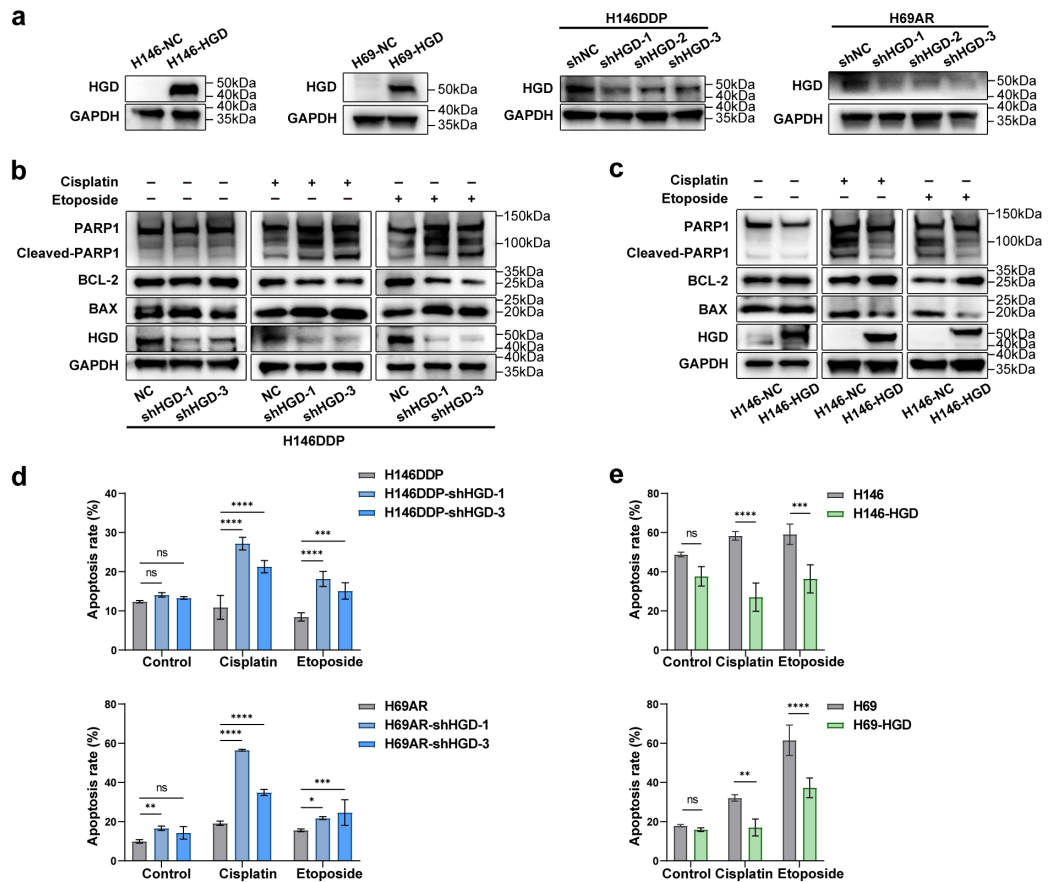 a
H146-NC
H146-HGD
HGD
GAPDH
50kDa
40kDa
40kDa
35kDa
H69-NC
H69-HGD
HGD
GAPDH
50kDa
40kDa
35kDa
H146DDP
shNC
shHGD-1
shHGD-2
shHGD-3
HGD
GAPDH
50kDa
40kDa
40kDa
35kDa
H69AR
shNC
shHGD-1
shHGD-2
shHGD-3
HGD
GAPDH
50kDa
40kDa
40kDa
35kDa
b
Cisplatin − − − + + + − − −
Etoposide − − − − − − + + +
PARP1
Cleaved-PARP1
BCL-2
BAX
HGD
GAPDH
150kDa
100kDa
35kDa
25kDa
25kDa
20kDa
50kDa
40kDa
40kDa
35kDa
NC shHGD-1 shHGD-3 NC shHGD-1 shHGD-3 NC shHGD-1 shHGD-3
H146DDP
c
Cisplatin − − + + − −
Etoposide − − − − + +
PARP1
Cleaved-PARP1
BCL-2
BAX
HGD
GAPDH
150kDa
100kDa
35kDa
25kDa
25kDa
20kDa
50kDa
40kDa
40kDa
35kDa
H146-NC H146-HGD H146-NC H146-HGD H146-NC H146-HGD
d
H146DDP
H146DDP-shHGD-1
H146DDP-shHGD-3
Apoptosis rate (%)
40
30
20
10
0
ns
ns
****
****
***
****
Control Cisplatin Etoposide
H69AR
H69AR-shHGD-1
H69AR-shHGD-3
Apoptosis rate (%)
80
60
40
20
0
ns
**
****
****
***
*
Control Cisplatin Etoposide
e
H146
H146-HGD
Apoptosis rate (%)
80
60
40
20
0
ns
****
***
Control Cisplatin Etoposide
H69
H69-HGD
Apoptosis rate (%)
80
60
40
20
0
ns
**
****
Control Cisplatin Etoposide